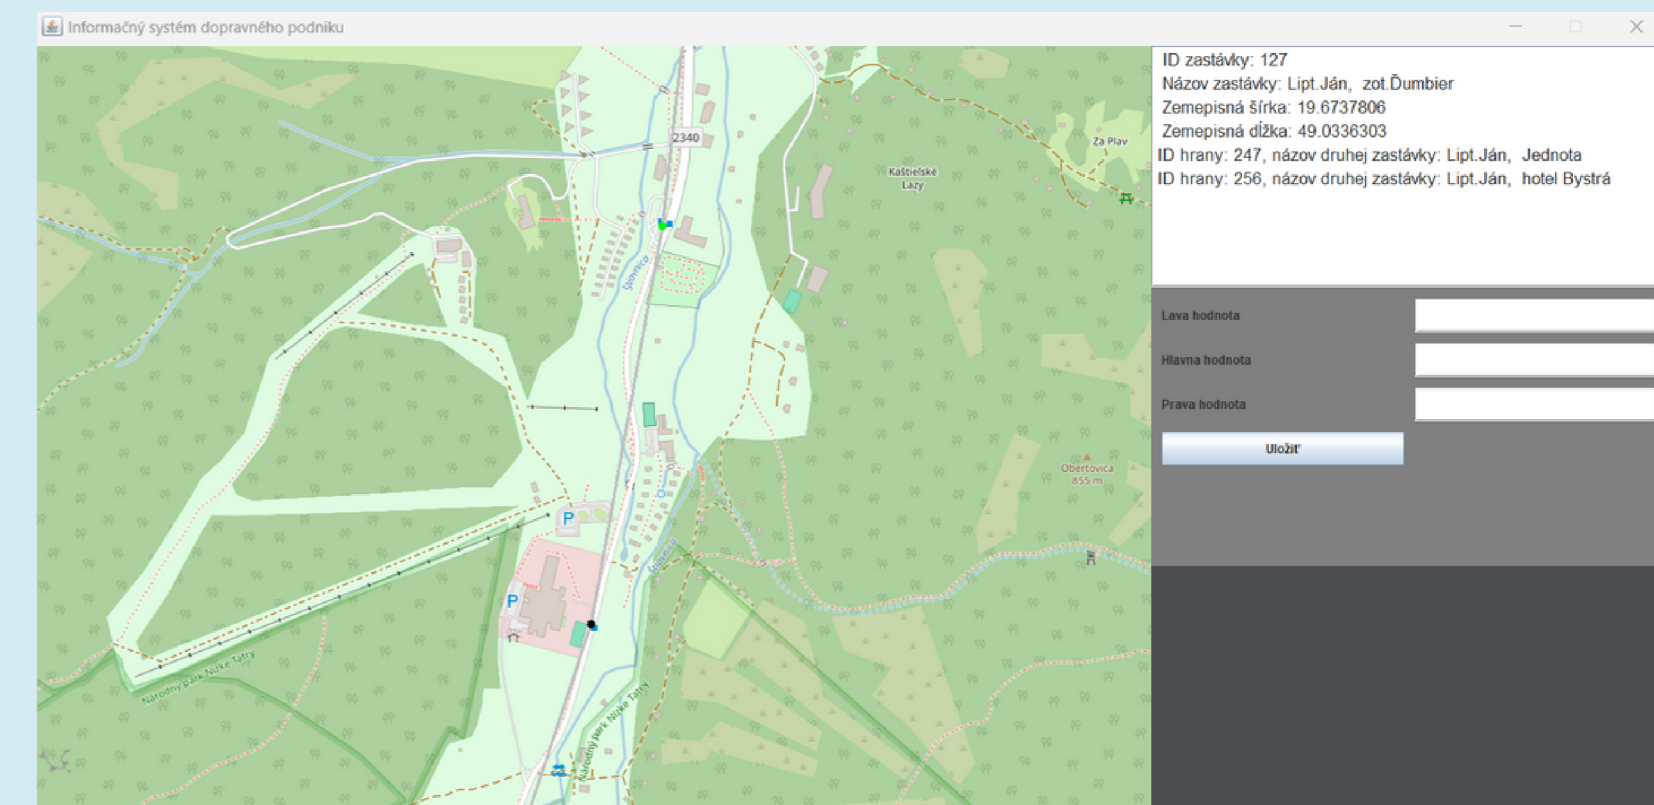 Informačný systém dopravného podniku
2340
Za Plav
Kaštielské
Lazy
Štiavnica
Obertovica
855 m
P
Štiavnica
P
Národný park Nízke Tatry
Národný park Nízke Tatry
ID zastávky: 127
Názov zastávky: Lipt.Ján, zot.Ďumbier
Zemepisná šírka: 19.6737806
Zemepisná dĺžka: 49.0336303
ID hrany: 247, názov druhej zastávky: Lipt.Ján, Jednota
ID hrany: 256, názov druhej zastávky: Lipt.Ján, hotel Bystrá
Lava hodnota
Hlavna hodnota
Prava hodnota
Uložiť